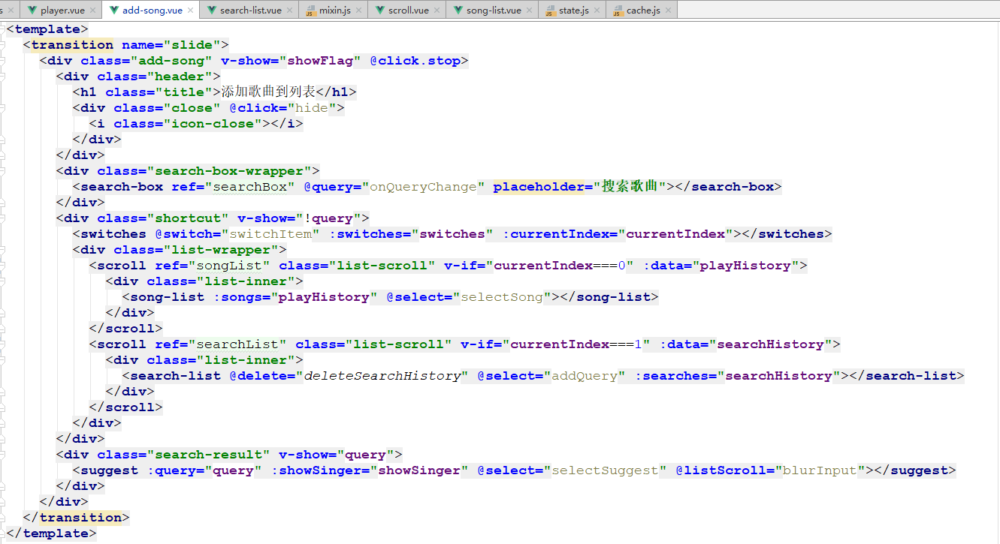 s player.vue add-song.vue search-list.vue mixin.js scroll.vue song-list.vue state.js cache.js
<template>
  <transition name="slide">
    <div class="add-song" v-show="showFlag" @click.stop>
      <div class="header">
        <h1 class="title">添加歌曲到列表</h1>
        <div class="close" @click="hide">
          <i class="icon-close"></i>
        </div>
      </div>
      <div class="search-box-wrapper">
        <search-box ref="searchBox" @query="onQueryChange" placeholder="搜索歌曲"></search-box>
      </div>
      <div class="shortcut" v-show="!query">
        <switches @switch="switchItem" :switches="switches" :currentIndex="currentIndex"></switches>
        <div class="list-wrapper">
          <scroll ref="songList" class="list-scroll" v-if="currentIndex===0" :data="playHistory">
            <div class="list-inner">
              <song-list :songs="playHistory" @select="selectSong"></song-list>
            </div>
          </scroll>
          <scroll ref="searchList" class="list-scroll" v-if="currentIndex===1" :data="searchHistory">
            <div class="list-inner">
              <search-list @delete="deleteSearchHistory" @select="addQuery" :searches="searchHistory"></search-list>
            </div>
          </scroll>
        </div>
      </div>
      <div class="search-result" v-show="query">
        <suggest :query="query" :showSinger="showSinger" @select="selectSuggest" @listScroll="blurInput"></suggest>
      </div>
    </div>
  </transition>
</template>